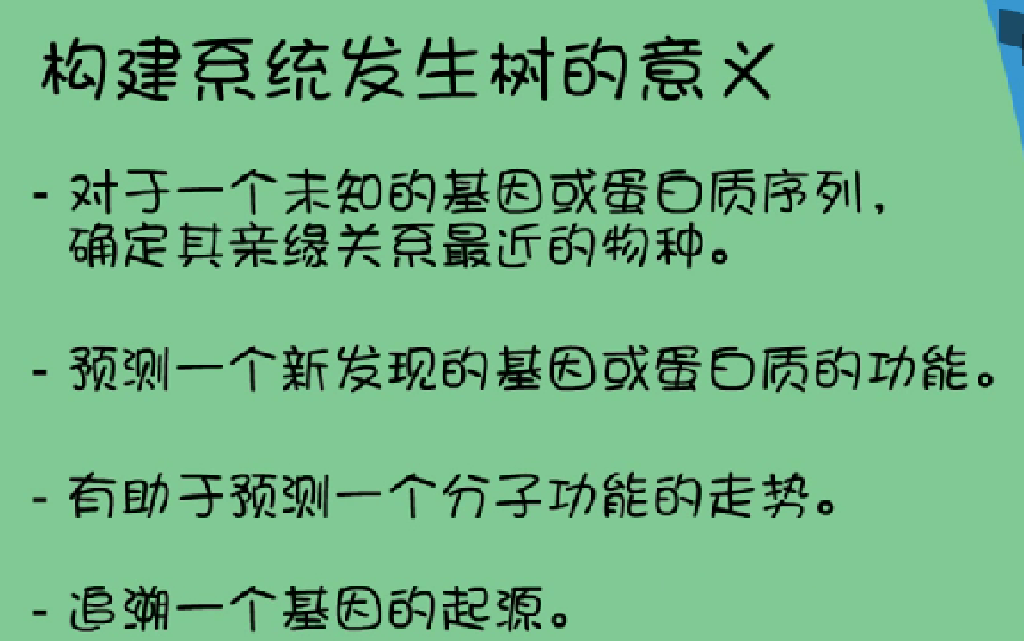 构建系统发生树的意义
- 对于一个未知的基因或蛋白质序列，
确定其亲缘关系最近的物种。
- 预测一个新发现的基因或蛋白质的功能。
- 有助于预测一个分子功能的走势。
- 追溯一个基因的起源。